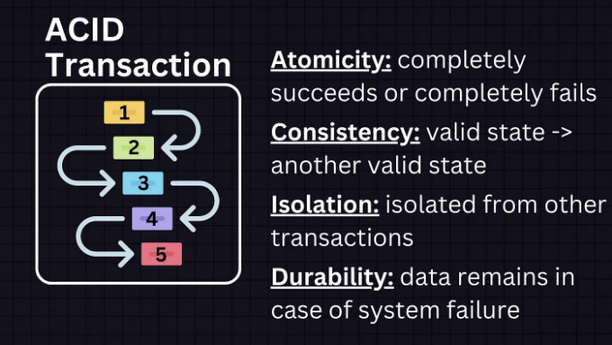 ACID
Transaction
1
2
3
4
5
Atomicity: completely
succeeds or completely fails
Consistency: valid state ->
another valid state
Isolation: isolated from other
transactions
Durability: data remains in
case of system failure